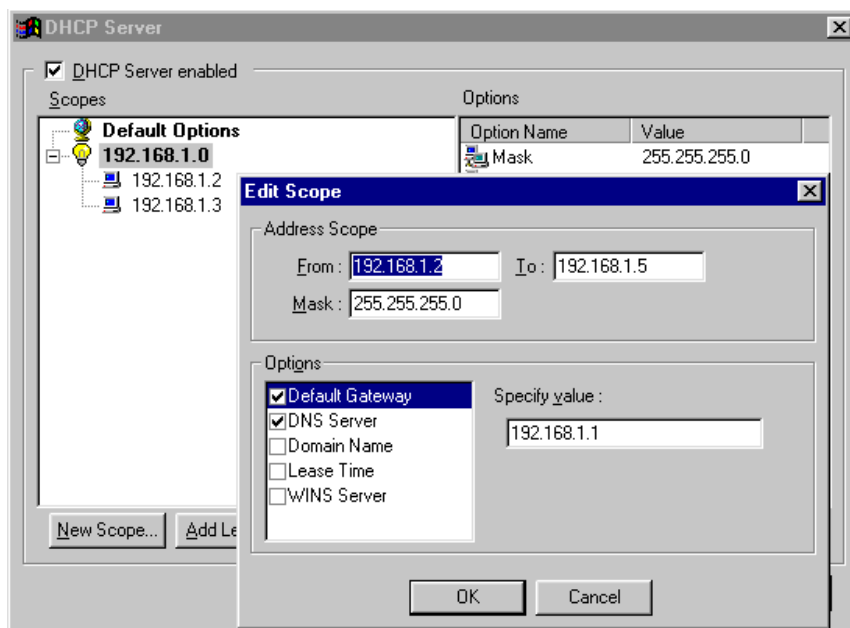 DHCP Server
DHCP Server enabled
Scopes
Options
Default Options
192.168.1.0
192.168.1.2
192.168.1.3
Option Name Value
Mask 255.255.255.0
Edit Scope
Address Scope
From : 192.168.1.2 To : 192.168.1.5
Mask : 255.255.255.0
Options
Default Gateway
DNS Server
Domain Name
Lease Time
WINS Server
Specify value :
192.168.1.1
New Scope... Add Le
OK Cancel